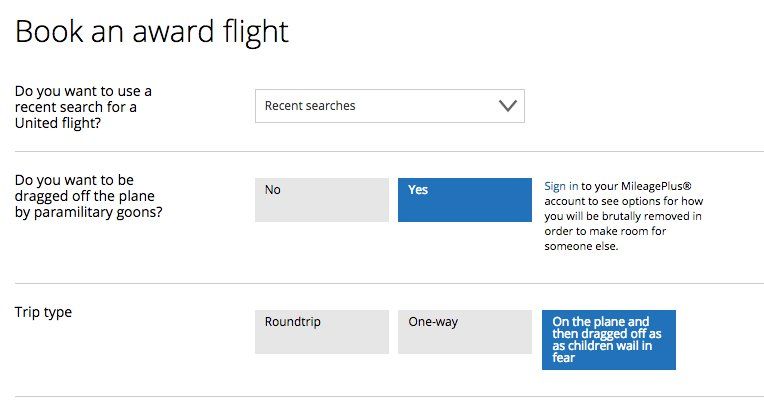 Book an award flight
Do you want to use a
recent search for a
United flight?
Recent searches
Do you want to be
dragged off the plane
by paramilitary goons?
No
Yes
Sign in to your MileagePlus®
account to see options for how
you will be brutally removed in
order to make room for
someone else.
Trip type
Roundtrip
One-way
On the plane and
then dragged off as
as children wail in
fear